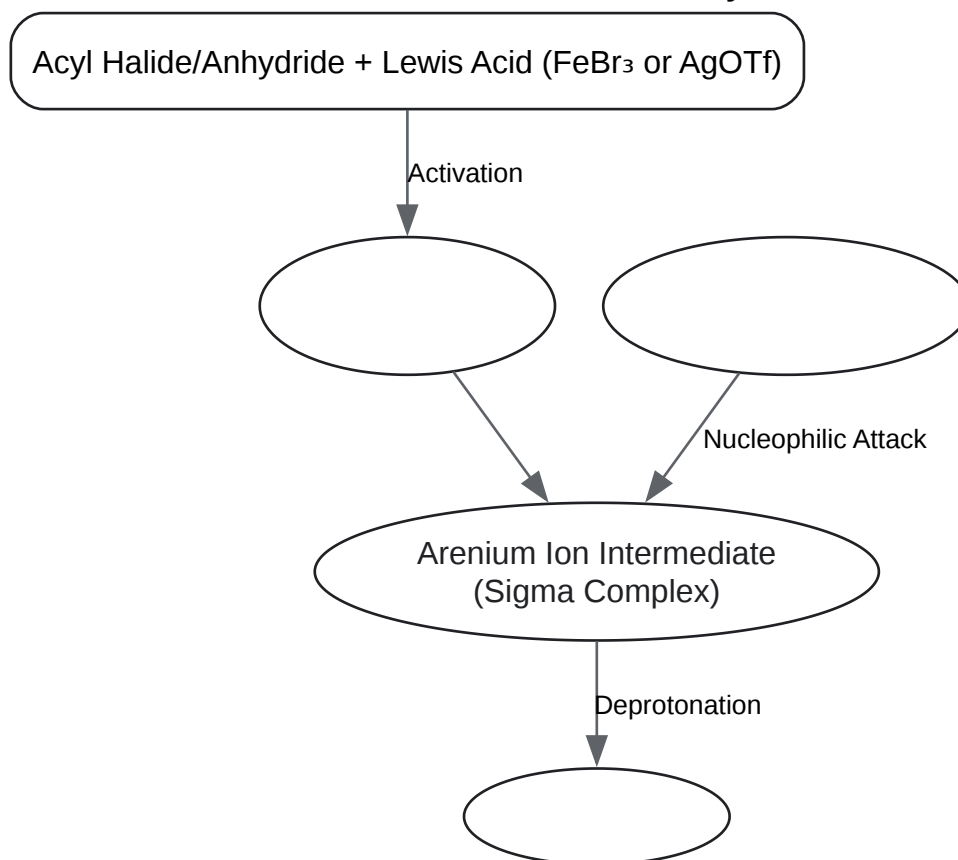 Acyl Halide/Anhydride + Lewis Acid (FeBr₃ or AgOTf)
Activation
Nucleophilic Attack
Arenium Ion Intermediate
(Sigma Complex)
Deprotonation